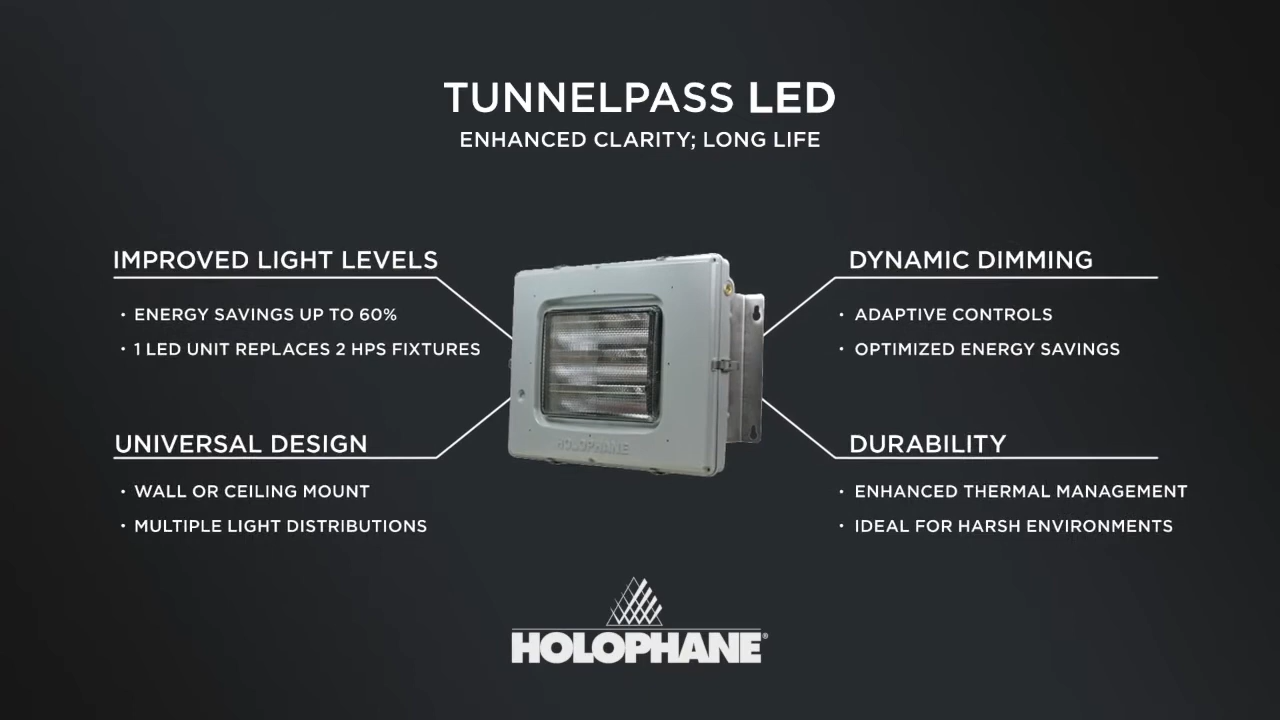 TUNNELPASS LED
ENHANCED CLARITY; LONG LIFE
IMPROVED LIGHT LEVELS
• ENERGY SAVINGS UP TO 60%
• 1 LED UNIT REPLACES 2 HPS FIXTURES
UNIVERSAL DESIGN
• WALL OR CEILING MOUNT
• MULTIPLE LIGHT DISTRIBUTIONS
DYNAMIC DIMMING
• ADAPTIVE CONTROLS
• OPTIMIZED ENERGY SAVINGS
DURABILITY
• ENHANCED THERMAL MANAGEMENT
• IDEAL FOR HARSH ENVIRONMENTS
HOLOPHANE
HOLOPHANE®